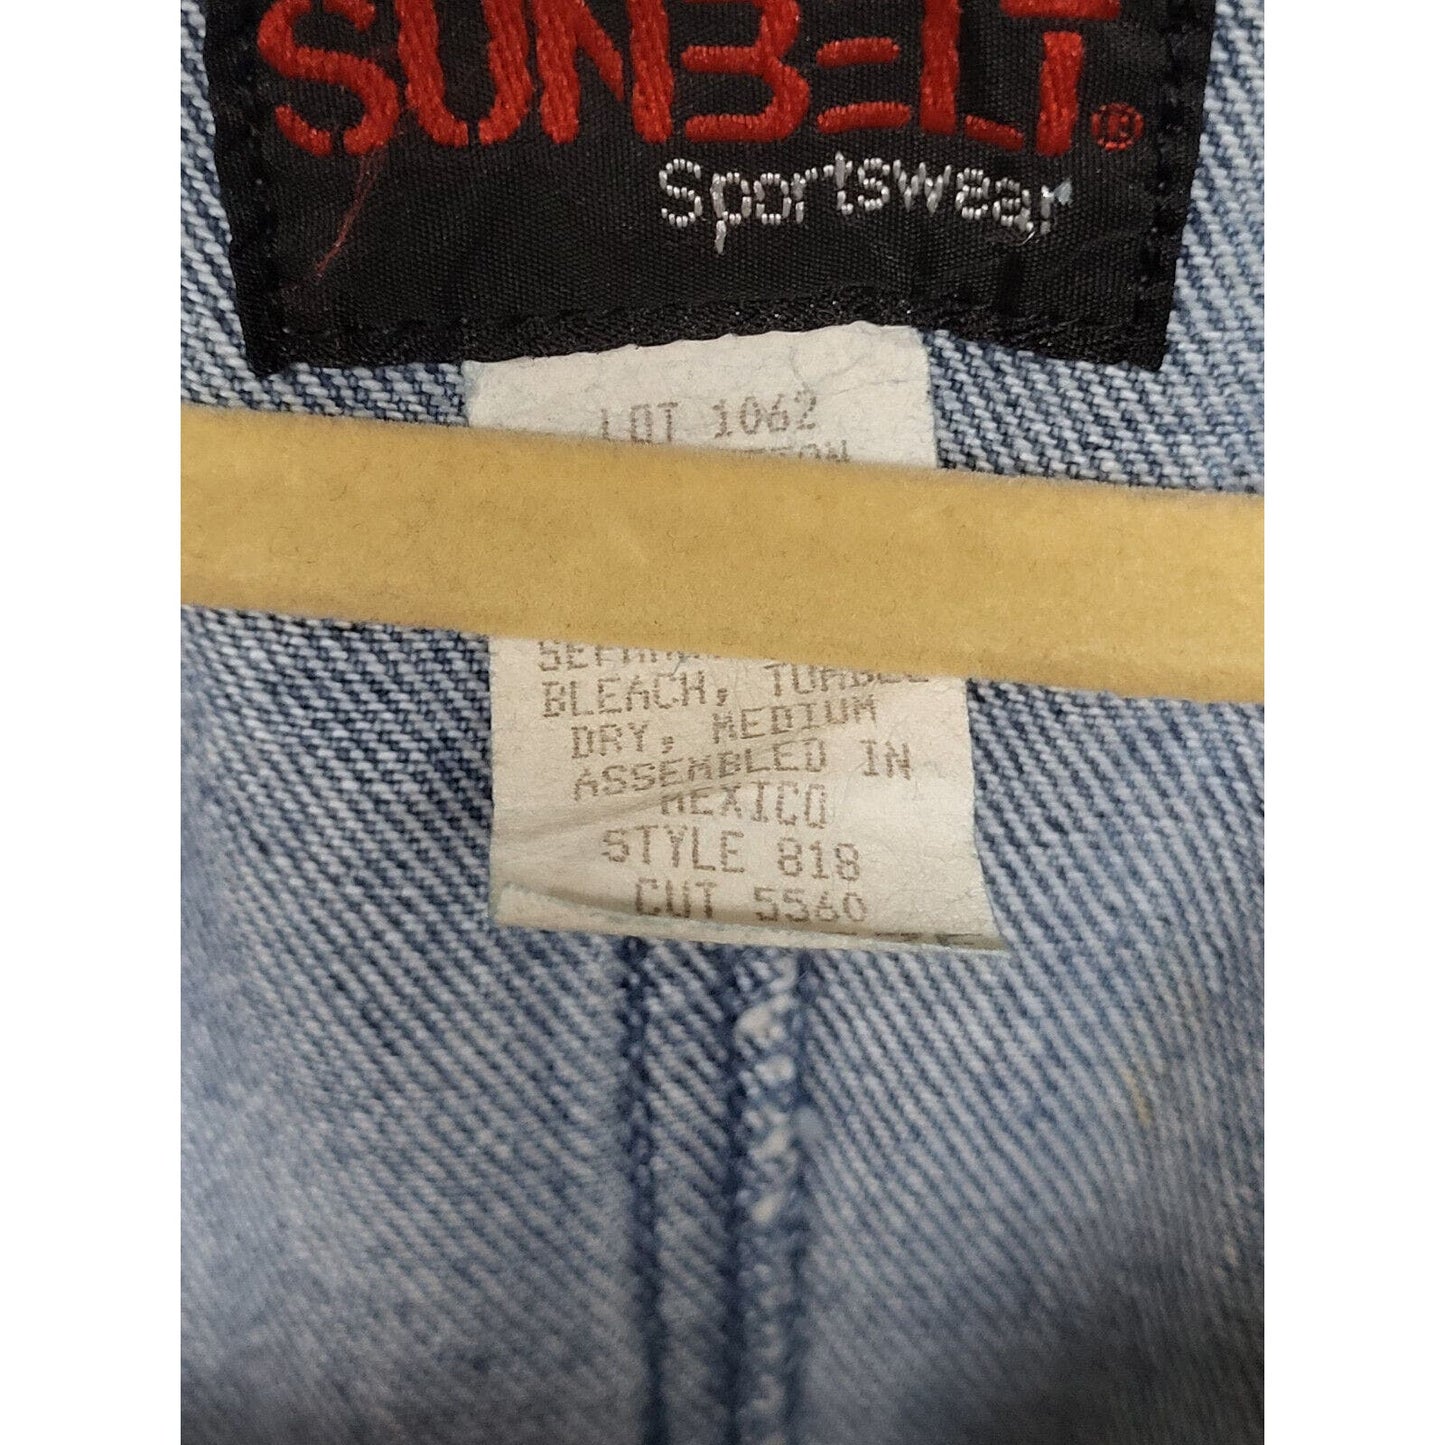 SUNBELT®
Sportswear
LOT 1062
BLEACH, TUMBLE
DRY, MEDIUM
ASSEMBLED IN
MEXICO
STYLE 818
CUT 5560